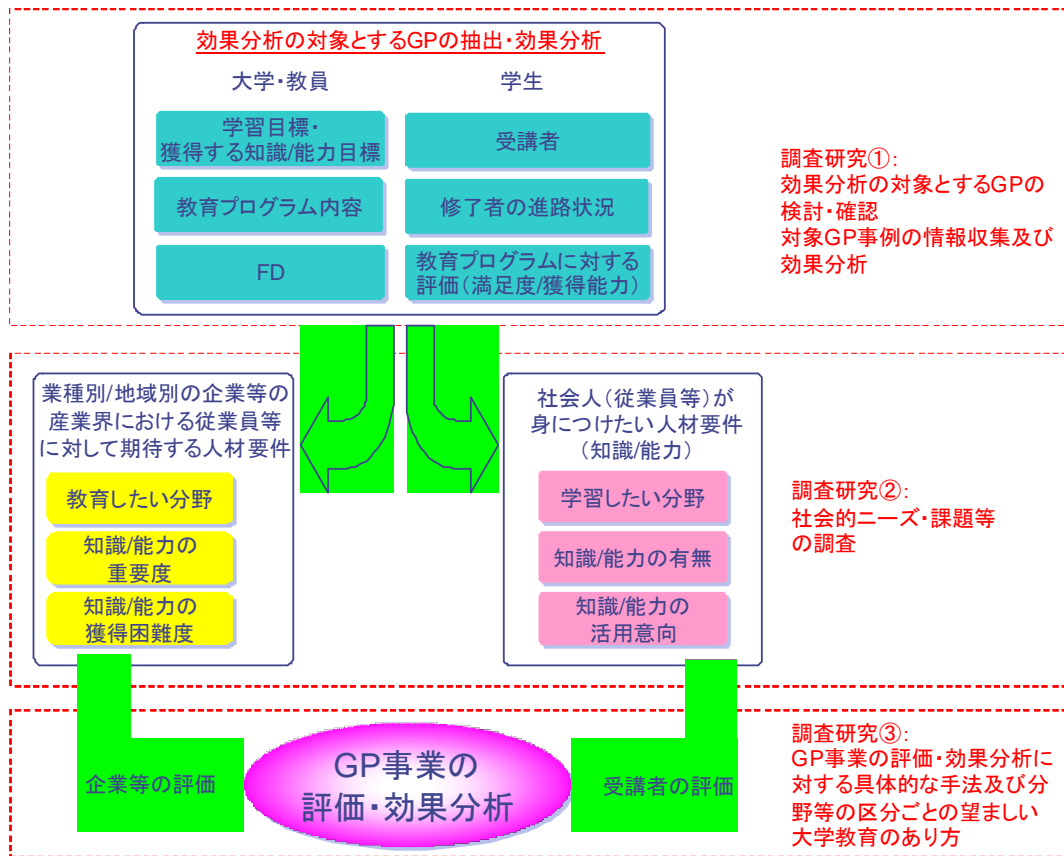 効果分析の対象とするGPの抽出・効果分析
大学・教員
学生
学習目標・
獲得する知識/能力目標
教育プログラム内容
FD
受講者
修了者の進路状況
教育プログラムに対する
評価(満足度/獲得能力)
調査研究①:
効果分析の対象とするGPの
検討・確認
対象GP事例の情報収集及び
効果分析
業種別/地域別の企業等の
産業界における従業員等
に対して期待する人材要件
教育したい分野
知識/能力の
重要度
知識/能力の
獲得困難度
社会人(従業員等)が
身につけたい人材要件
(知識/能力)
学習したい分野
知識/能力の有無
知識/能力の
活用意向
調査研究②:
社会的ニーズ・課題等
の調査
企業等の評価
GP事業の
評価・効果分析
受講者の評価
調査研究③:
GP事業の評価・効果分析に
対する具体的な手法及び分
野等の区分ごとの望ましい
大学教育のあり方